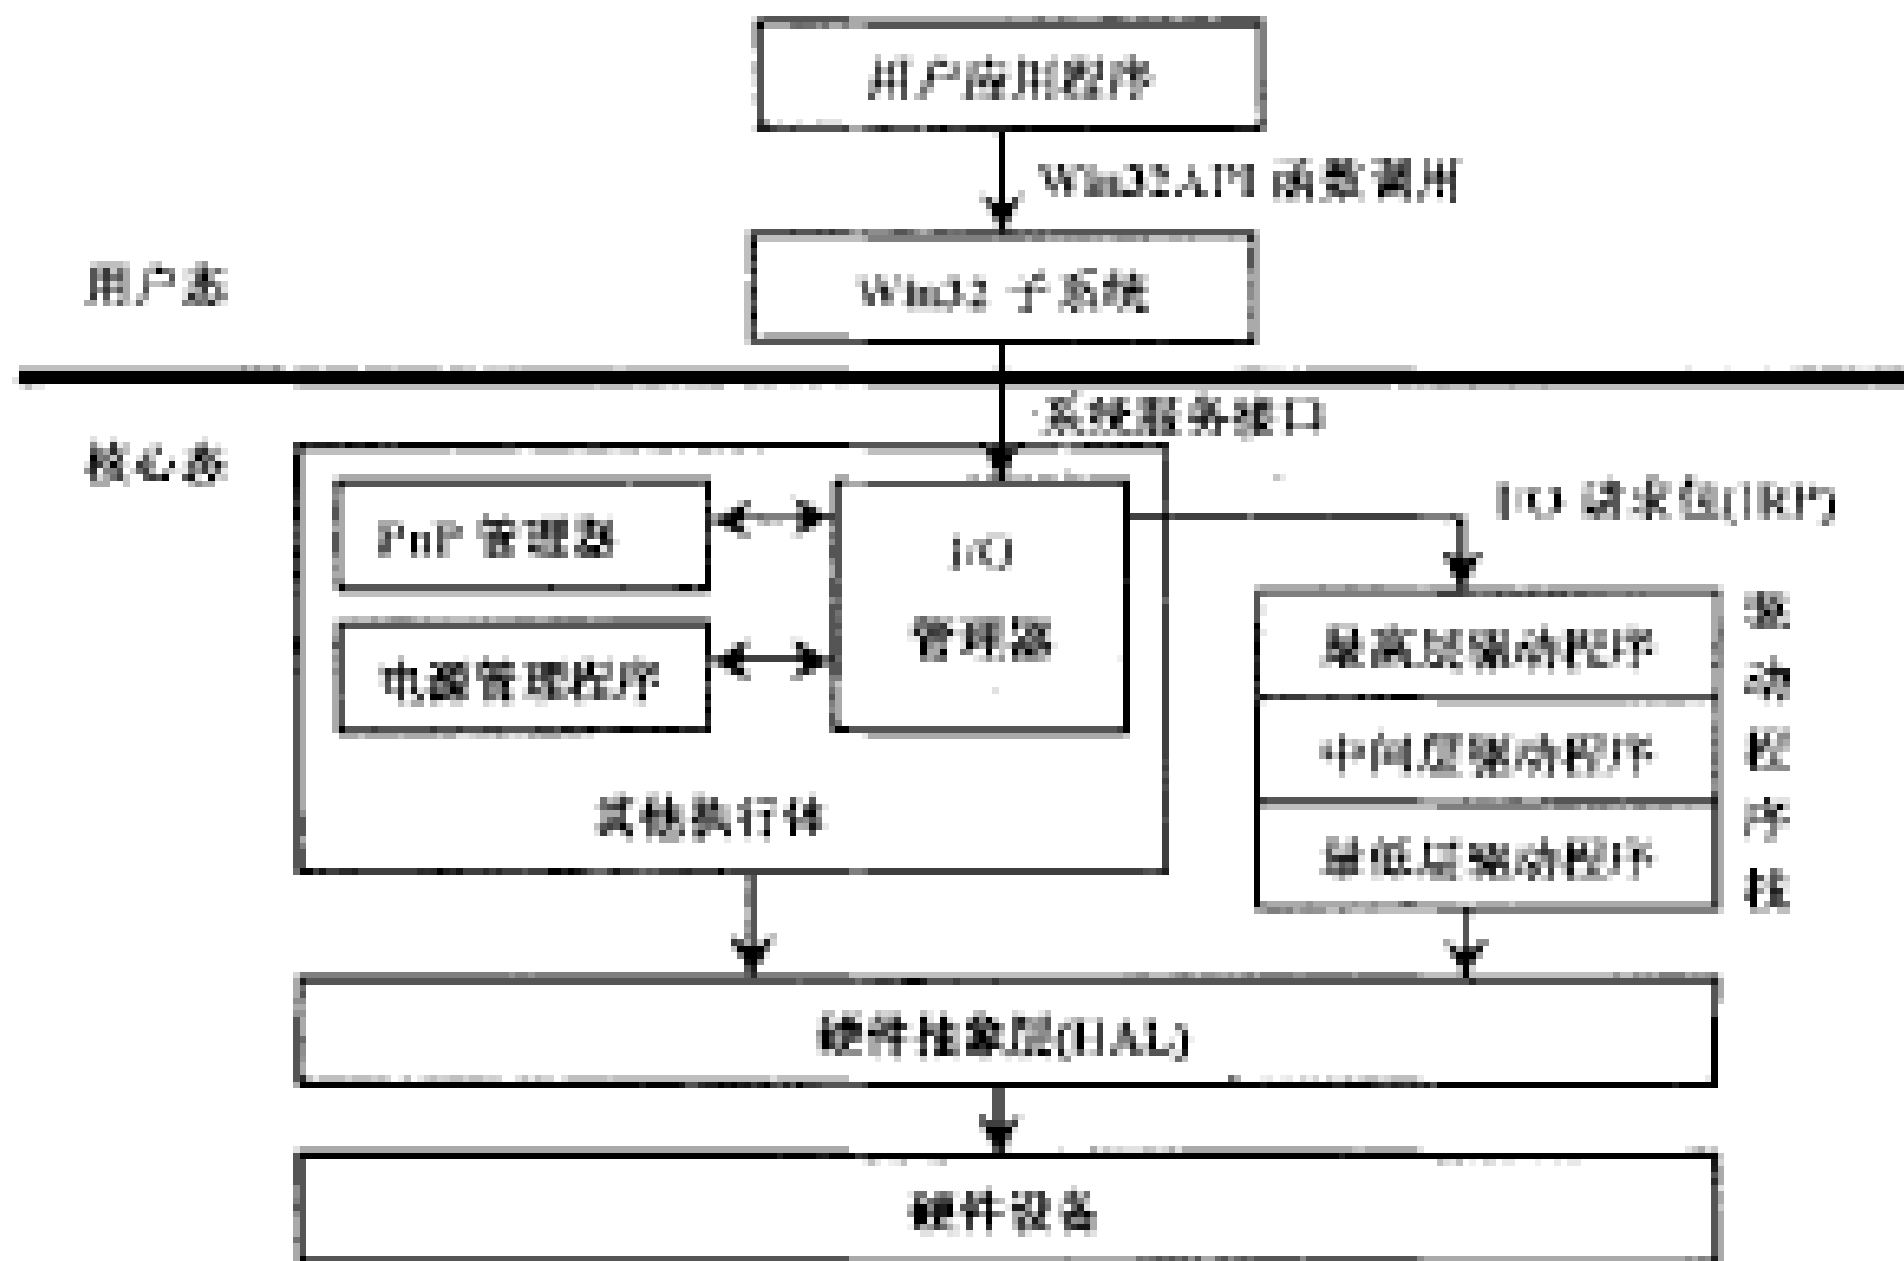 用户应用程序
Win32API 函数调用
用户态
Win32 子系统
系统服务接口
核心态
I/O 请求包(IRP)
PnP 管理器
I/O
管理器
电源管理程序
其他执行体
最高层驱动程序
中间层驱动程序
最低层驱动程序
驱动程序栈
硬件抽象层(HAL)
硬件设备